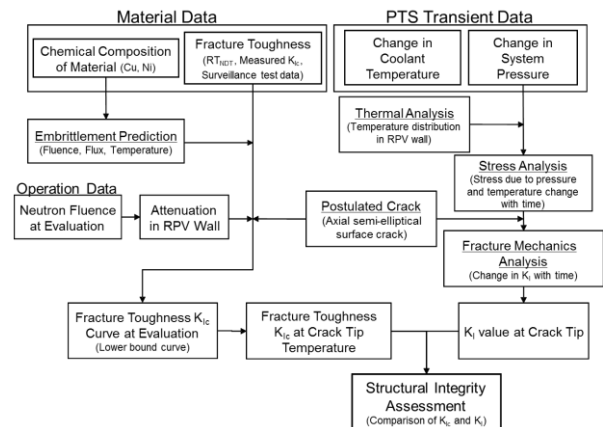 Material Data
PTS Transient Data
Chemical Composition
of Material (Cu, Ni)
Fracture Toughness
(RTNDT, Measured KIc,
Surveillance test data)
Change in
Coolant
Temperature
Change in
System
Pressure
Embrittlement Prediction
(Fluence, Flux, Temperature)
Thermal Analysis
(Temperature distribution
in RPV wall)
Stress Analysis
(Stress due to pressure
and temperature change
with time)
Operation Data
Neutron Fluence
at Evaluation
Attenuation
in RPV Wall
Postulated Crack
(Axial semi-elliptical
surface crack)
Fracture Mechanics
Analysis
(Change in KI with time)
Fracture Toughness KIc
Curve at Evaluation
(Lower bound curve)
Fracture Toughness
KIc at Crack Tip
Temperature
KI value at Crack Tip
Structural Integrity
Assessment
(Comparison of KIc and KI)